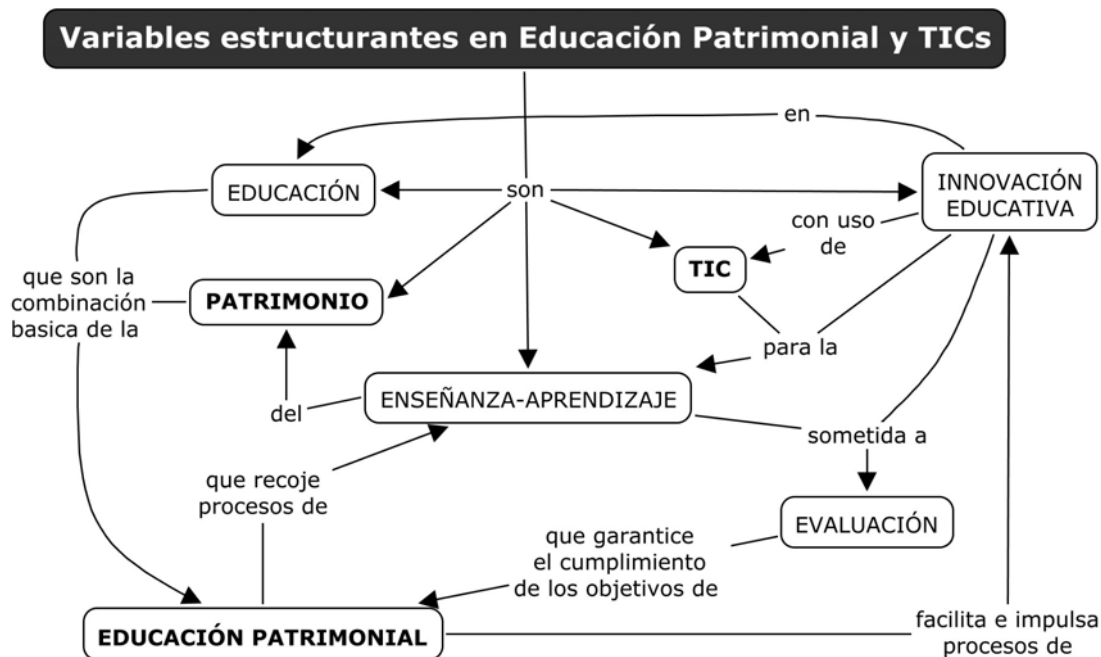 Variables estructurantes en Educación Patrimonial y TICs
en
EDUCACIÓN
son
INNOVACIÓN
EDUCATIVA
con uso
de
TIC
que son la
combinación
basica de la
PATRIMONIO
para la
del
ENSEÑANZA-APRENDIZAJE
sometida a
que recoje
procesos de
EVALUACIÓN
que garantice
el cumplimiento
de los objetivos de
EDUCACIÓN PATRIMONIAL
facilita e impulsa
procesos de